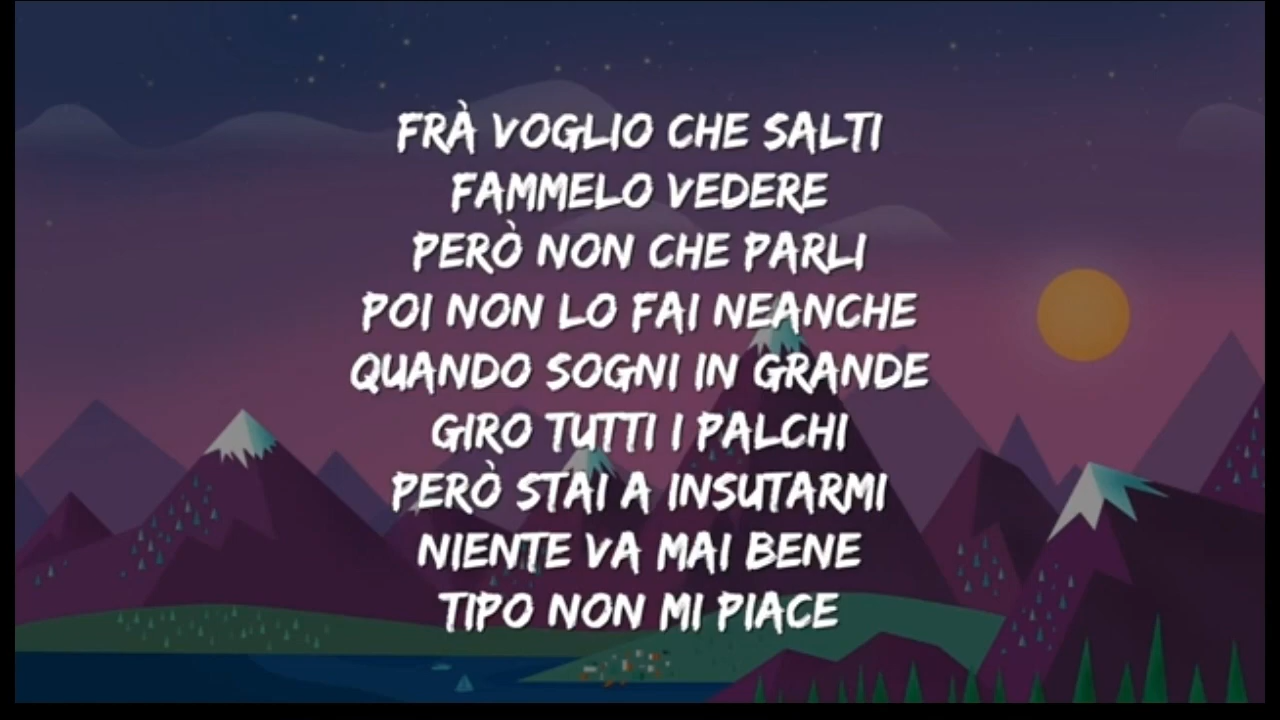 FRÀ VOGLIO CHE SALTI
FAMMELO VEDERE
PERÒ NON CHE PARLI
POI NON LO FAI NEANCHE
QUANDO SOGNI IN GRANDE
GIRO TUTTI I PALCHI
PERÒ STAI A INSUTARMI
NIENTE VA MAI BENE
TIPO NON MI PIACE